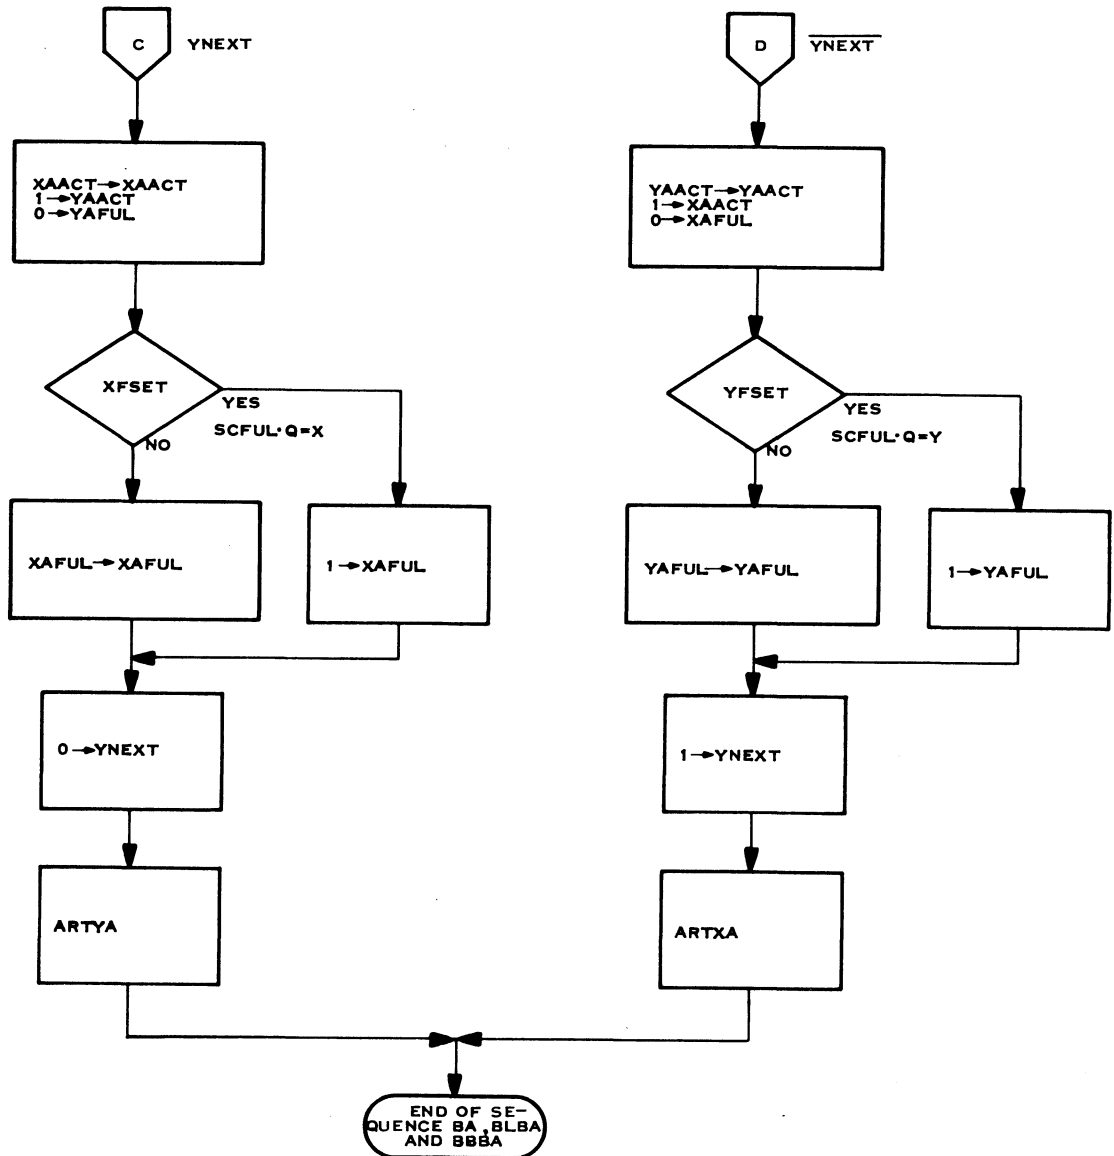 C YNEXT
XAACT→XAACT
1→YAACT
0→YAFUL
XFSET
YES
SCFUL·Q=X
NO
XAFUL→XAFUL
1→XAFUL
0→YNEXT
ARTYA
D Y̅N̅E̅X̅T̅
YAACT→YAACT
1→XAACT
0→XAFUL
YFSET
YES
SCFUL·Q=Y
NO
YAFUL→YAFUL
1→YAFUL
1→YNEXT
ARTXA
END OF SE-
QUENCE BA, BLBA
AND BBBA